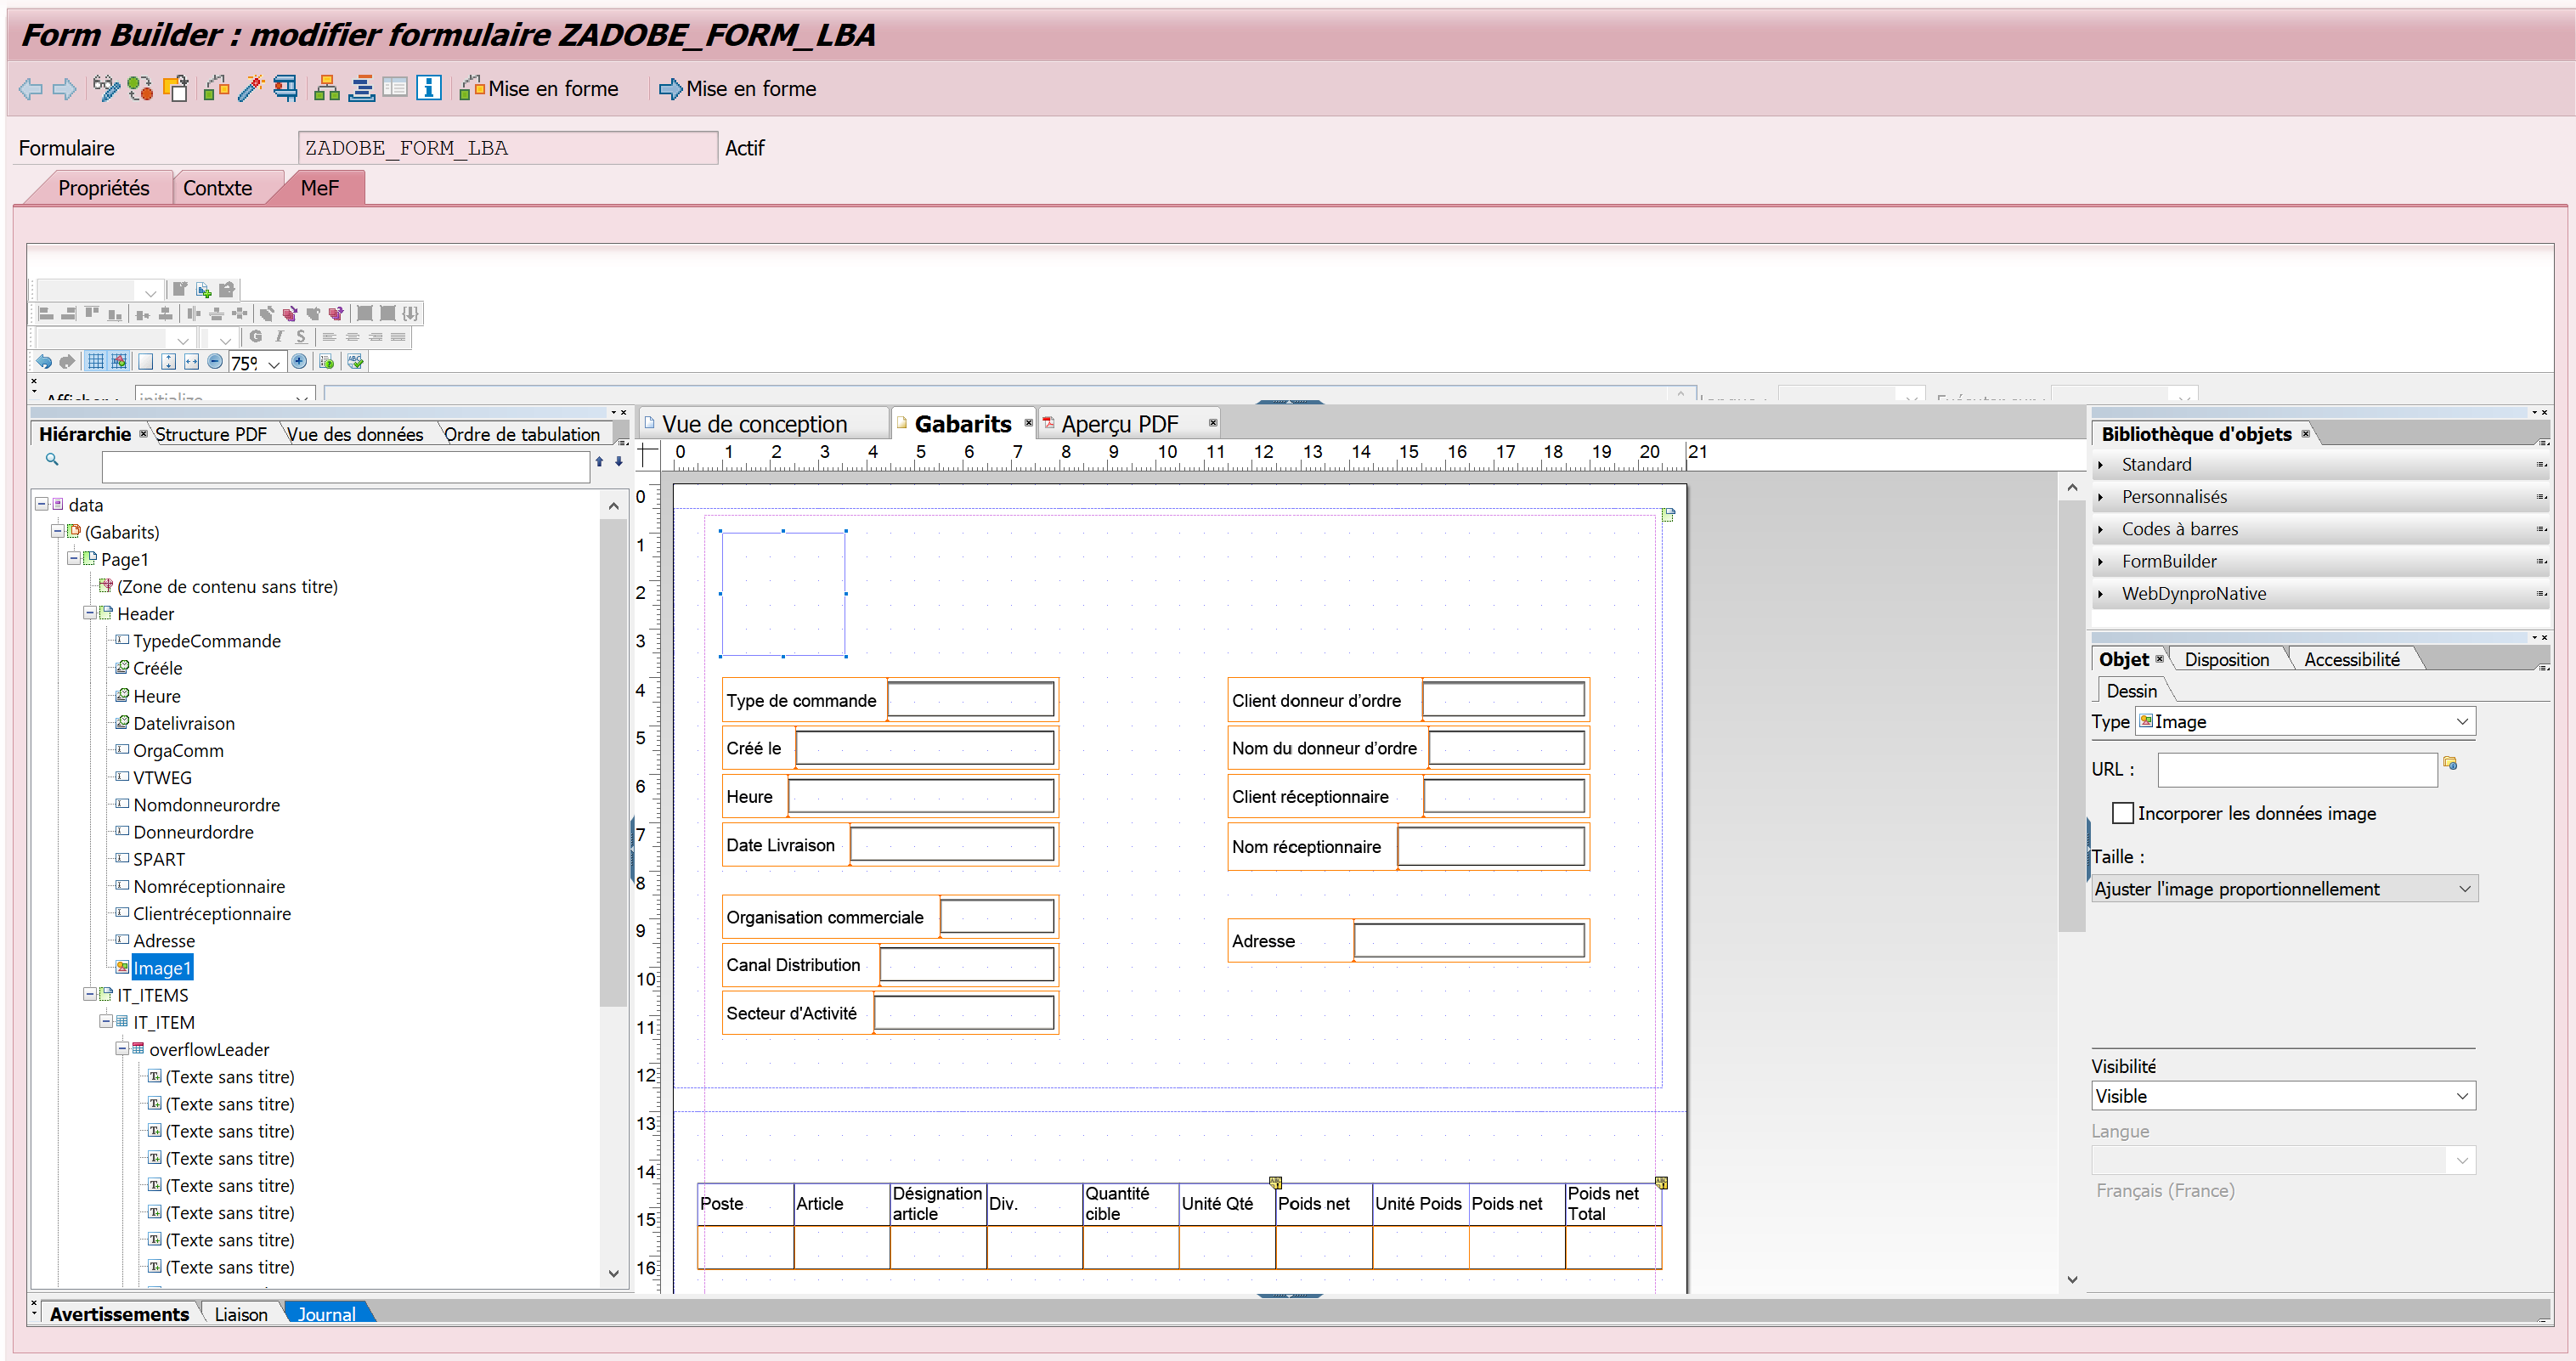 Form Builder : modifier formulaire ZADOBE_FORM_LBA
Mise en forme
Mise en forme
Formulaire
ZADOBE_FORM_LBA
Actif
Propriétés
Contxte
MeF
G I S
75%
Hiérarchie
Structure PDF
Vue des données
Ordre de tabulation
data
(Gabarits)
Page1
(Zone de contenu sans titre)
Header
TypedeCommande
Crééle
Heure
Datelivraison
OrgaComm
VTWEG
Nomdonneurordre
Donneurdordre
SPART
Nomréceptionnaire
Clientréceptionnaire
Adresse
Image1
IT_ITEMS
IT_ITEM
overflowLeader
(Texte sans titre)
(Texte sans titre)
(Texte sans titre)
(Texte sans titre)
(Texte sans titre)
(Texte sans titre)
(Texte sans titre)
(Texte sans titre)
Vue de conception
Gabarits
Aperçu PDF
0 1 2 3 4 5 6 7 8 9 10 11 12 13 14 15 16 17 18 19 20 21
0
1
2
3
4
5
6
7
8
9
10
11
12
13
14
15
16
Type de commande
Créé le
Heure
Date Livraison
Organisation commerciale
Canal Distribution
Secteur d'Activité
Client donneur d'ordre
Nom du donneur d'ordre
Client réceptionnaire
Nom réceptionnaire
Adresse
Poste
Article
Désignation
article
Div.
Quantité
cible
Unité Qté
Poids net
Unité Poids
Poids net
Poids net
Total
Bibliothèque d'objets
Standard
Personnalisés
Codes à barres
FormBuilder
WebDynproNative
Objet
Disposition
Accessibilité
Dessin
Type
Image
URL :
Incorporer les données image
Taille :
Ajuster l'image proportionnellement
Visibilité
Visible
Langue
Français (France)
Avertissements
Liaison
Journal